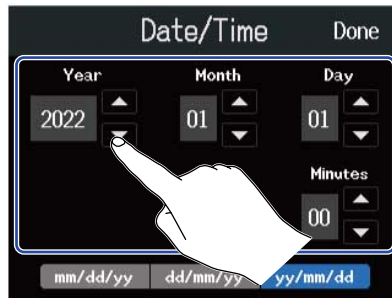 Date/Time Done
Year Month Day
2022 01 01
Minutes
00
mm/dd/yy dd/mm/yy yy/mm/dd